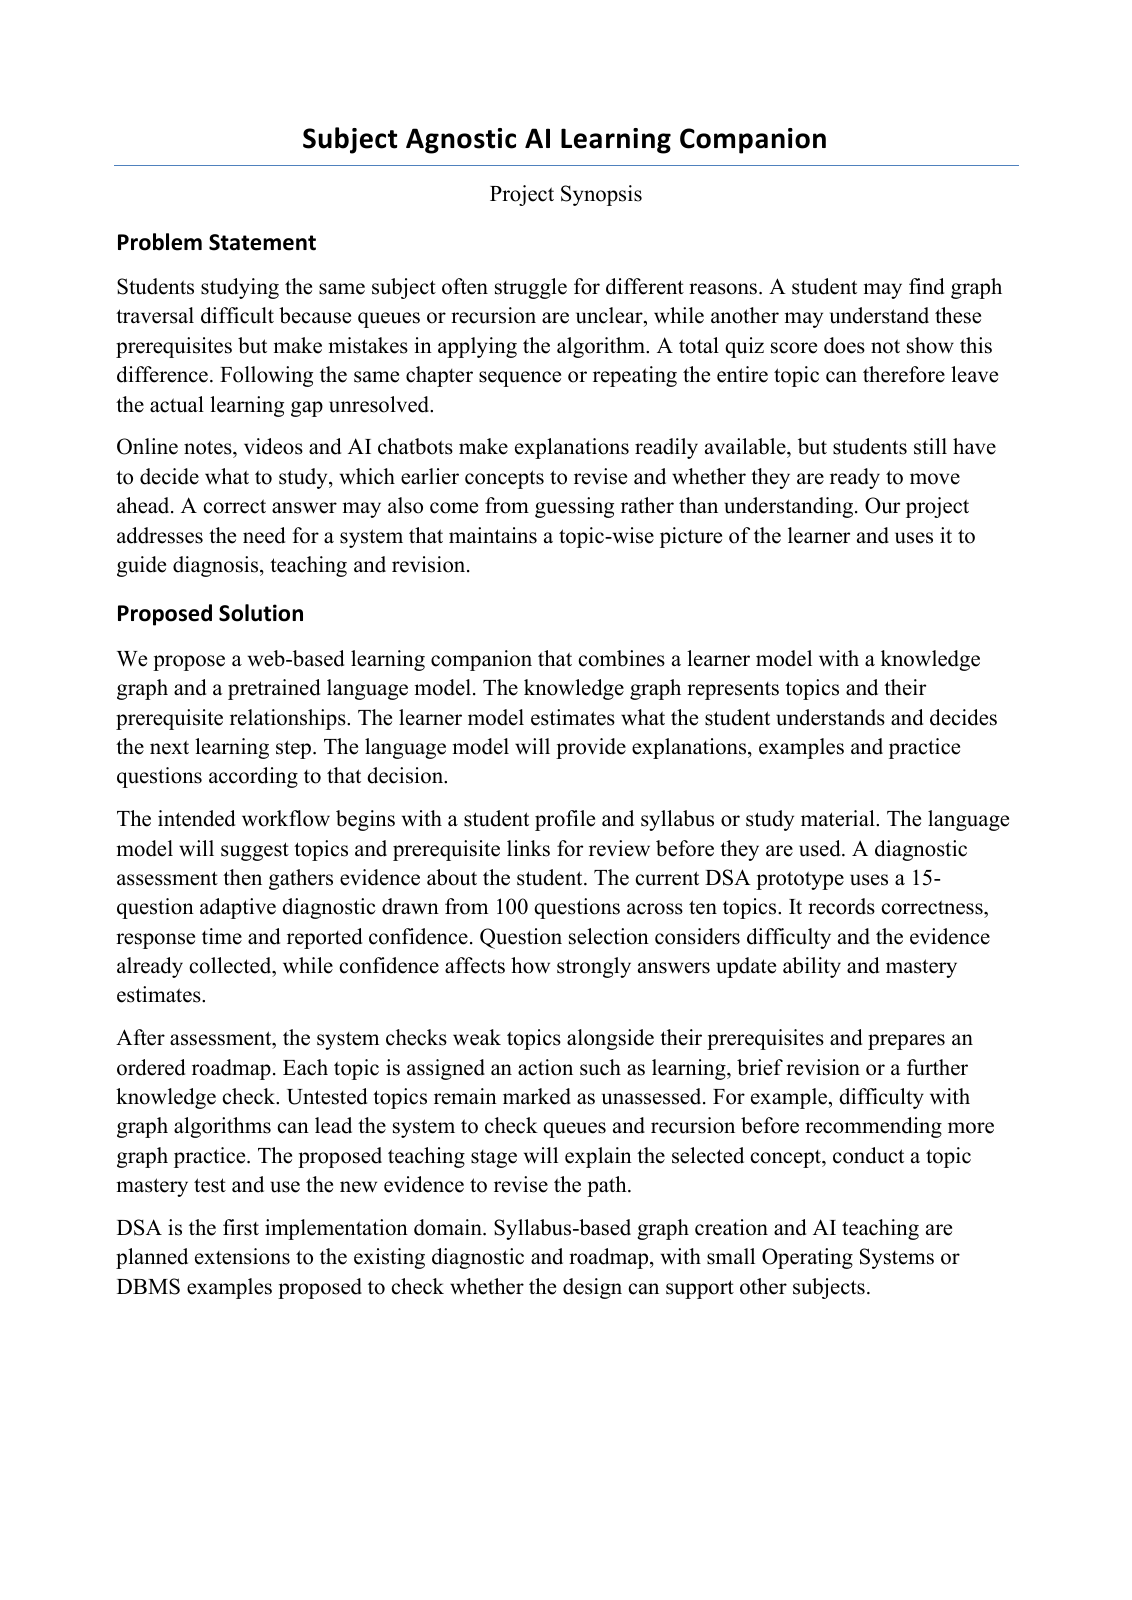 Subject Agnostic AI Learning Companion
Project Synopsis
Problem Statement
Students studying the same subject often struggle for different reasons. A student may find graph
traversal difficult because queues or recursion are unclear, while another may understand these
prerequisites but make mistakes in applying the algorithm. A total quiz score does not show this
difference. Following the same chapter sequence or repeating the entire topic can therefore leave
the actual learning gap unresolved.
Online notes, videos and AI chatbots make explanations readily available, but students still have
to decide what to study, which earlier concepts to revise and whether they are ready to move
ahead. A correct answer may also come from guessing rather than understanding. Our project
addresses the need for a system that maintains a topic-wise picture of the learner and uses it to
guide diagnosis, teaching and revision.
Proposed Solution
We propose a web-based learning companion that combines a learner model with a knowledge
graph and a pretrained language model. The knowledge graph represents topics and their
prerequisite relationships. The learner model estimates what the student understands and decides
the next learning step. The language model will provide explanations, examples and practice
questions according to that decision.
The intended workflow begins with a student profile and syllabus or study material. The language
model will suggest topics and prerequisite links for review before they are used. A diagnostic
assessment then gathers evidence about the student. The current DSA prototype uses a 15-
question adaptive diagnostic drawn from 100 questions across ten topics. It records correctness,
response time and reported confidence. Question selection considers difficulty and the evidence
already collected, while confidence affects how strongly answers update ability and mastery
estimates.
After assessment, the system checks weak topics alongside their prerequisites and prepares an
ordered roadmap. Each topic is assigned an action such as learning, brief revision or a further
knowledge check. Untested topics remain marked as unassessed. For example, difficulty with
graph algorithms can lead the system to check queues and recursion before recommending more
graph practice. The proposed teaching stage will explain the selected concept, conduct a topic
mastery test and use the new evidence to revise the path.
DSA is the first implementation domain. Syllabus-based graph creation and AI teaching are
planned extensions to the existing diagnostic and roadmap, with small Operating Systems or
DBMS examples proposed to check whether the design can support other subjects.